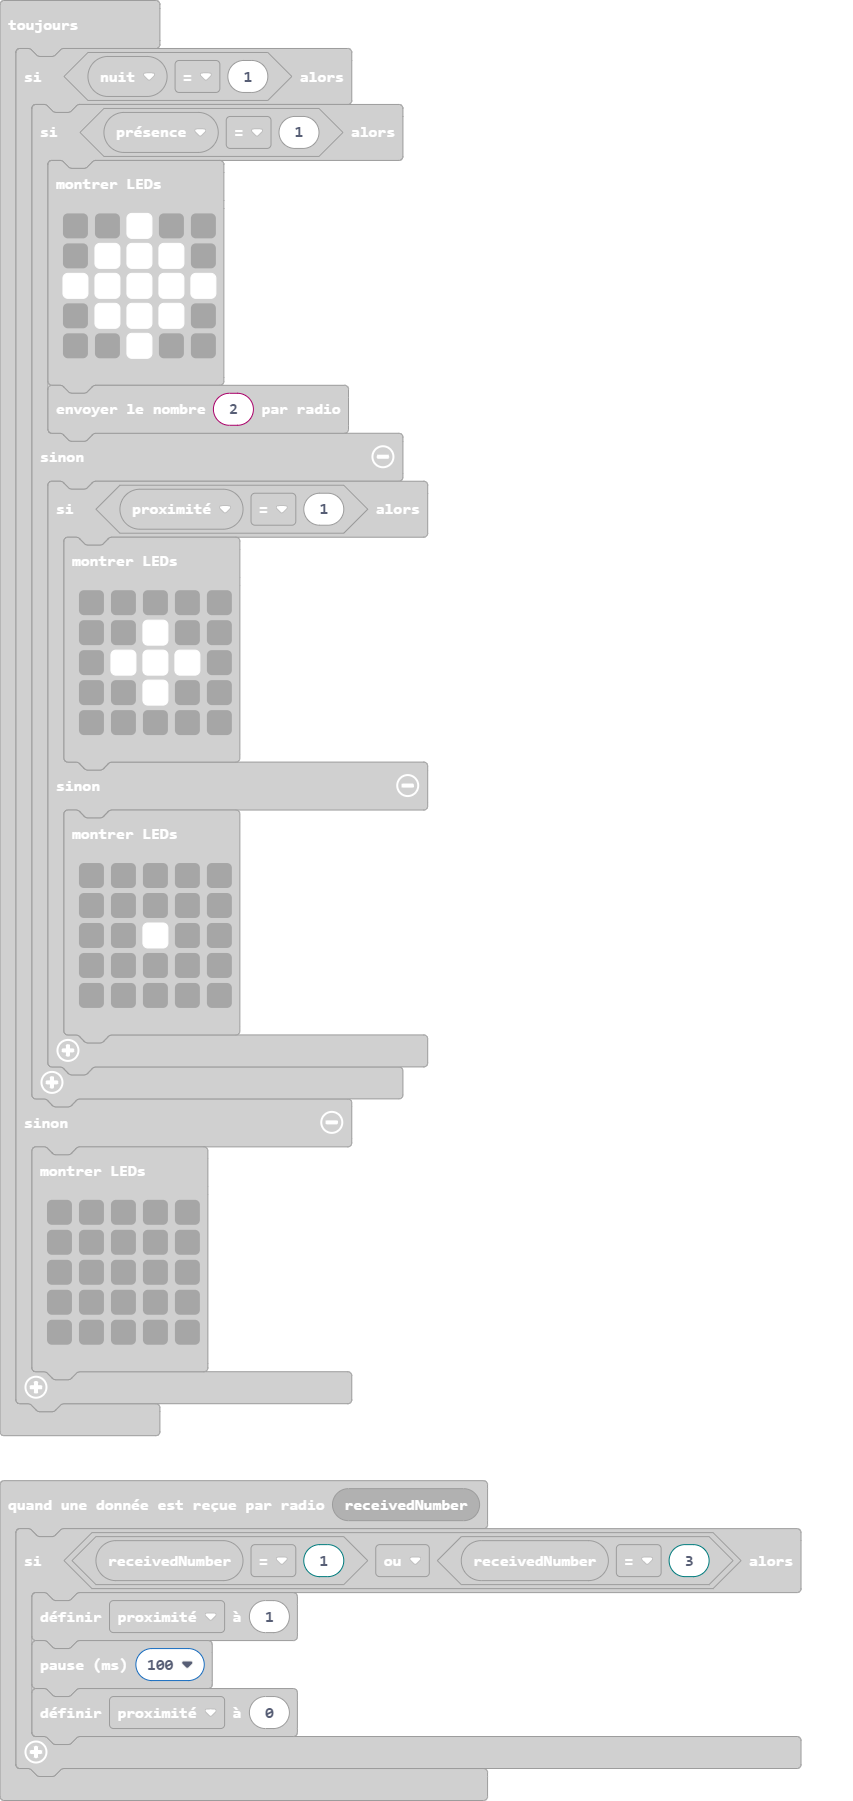 toujours
si nuit = 1 alors
si présence = 1 alors
montrer LEDs
envoyer le nombre 2 par radio
sinon
si proximité = 1 alors
montrer LEDs
sinon
montrer LEDs
sinon
montrer LEDs
quand une donnée est reçue par radio receivedNumber
si receivedNumber = 1 ou receivedNumber = 3 alors
définir proximité à 1
pause (ms) 100
définir proximité à 0